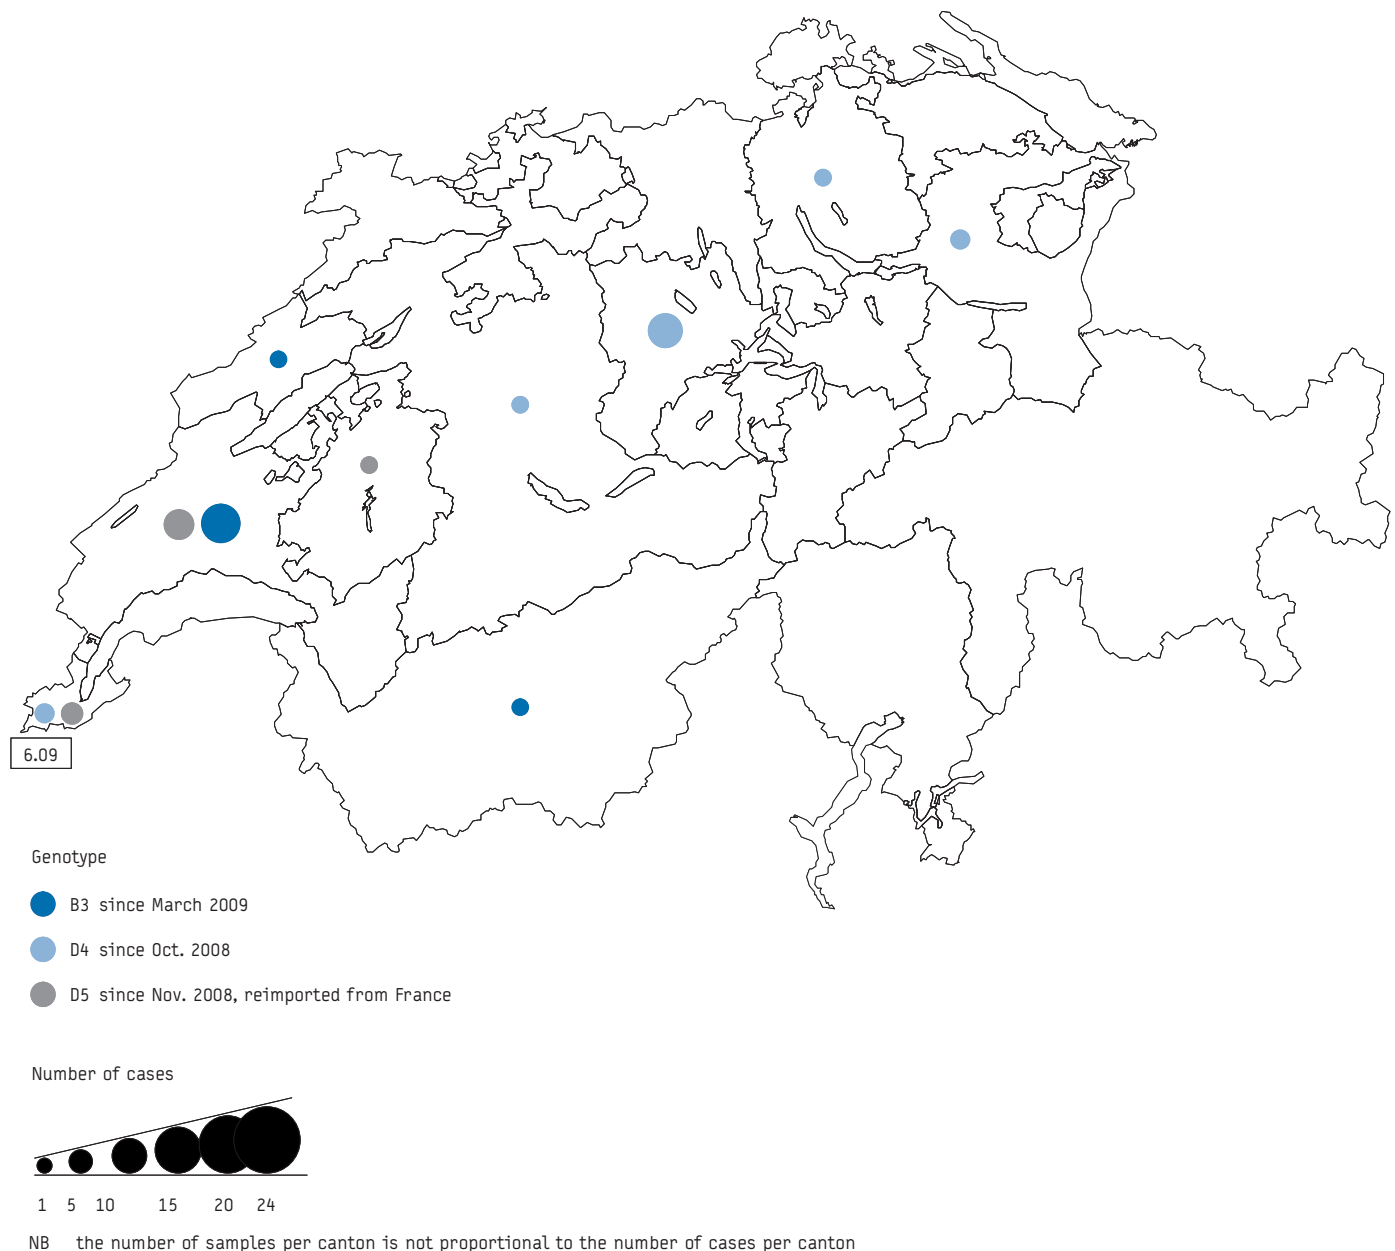 6.09
Genotype
B3 since March 2009
D4 since Oct. 2008
D5 since Nov. 2008, reimported from France
Number of cases
1 5 10 15 20 24
NB the number of samples per canton is not proportional to the number of cases per canton